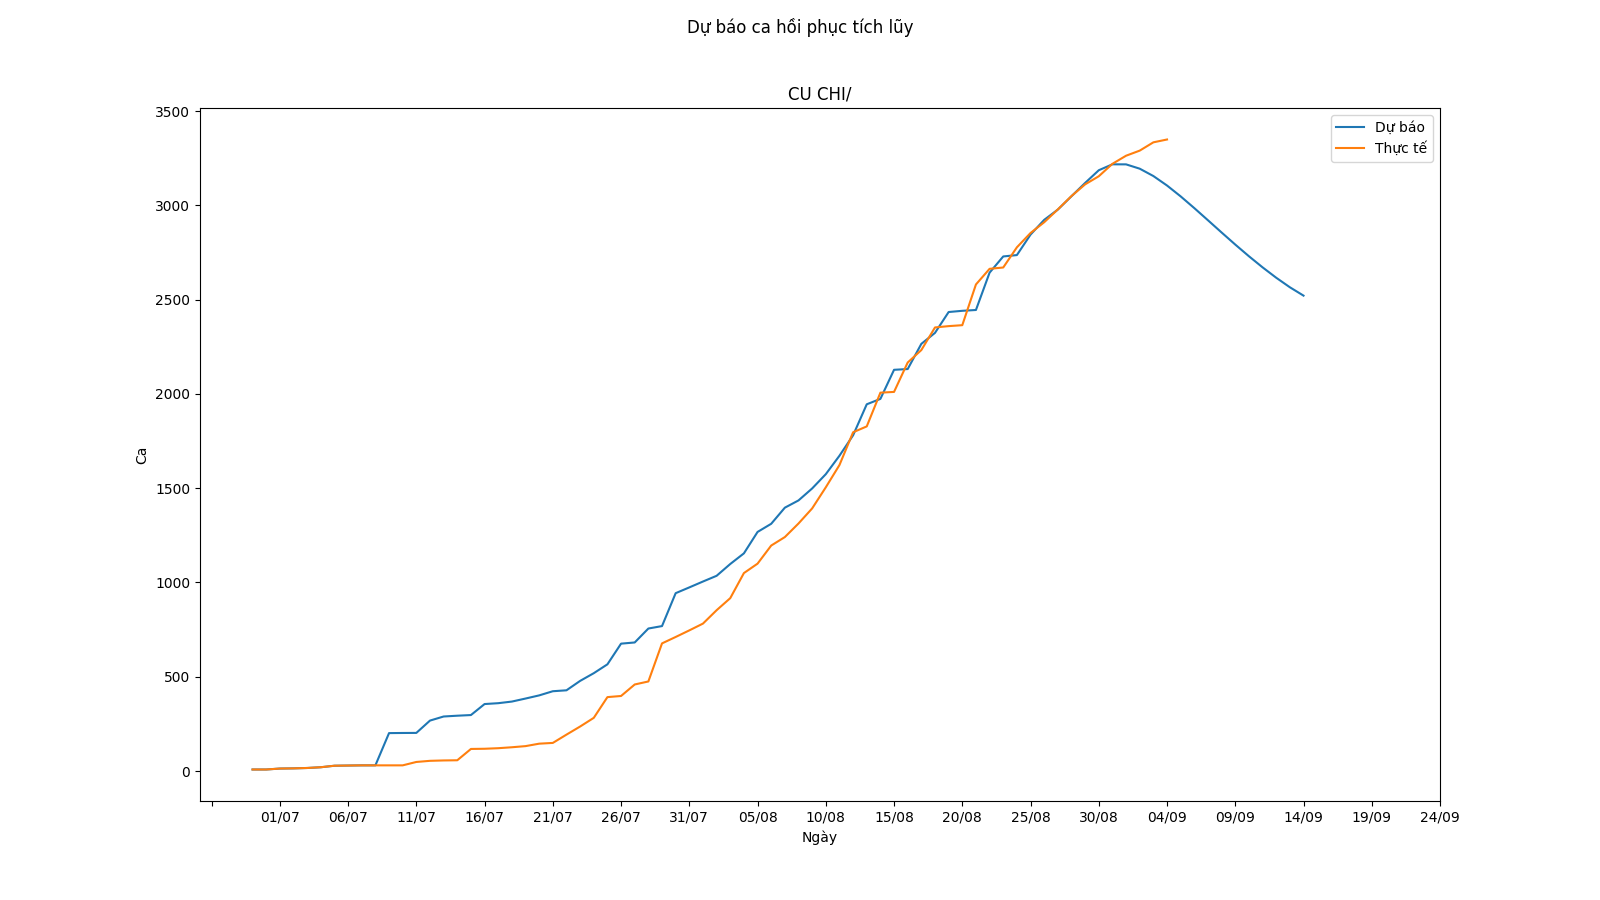 Dự báo ca hồi phục tích lũy
CU CHI/
Dự báo
Thực tế
3500
3000
2500
2000
1500
1000
500
0
Ca
01/07 06/07 11/07 16/07 21/07 26/07 31/07 05/08 10/08 15/08 20/08 25/08 30/08 04/09 09/09 14/09 19/09 24/09
Ngày